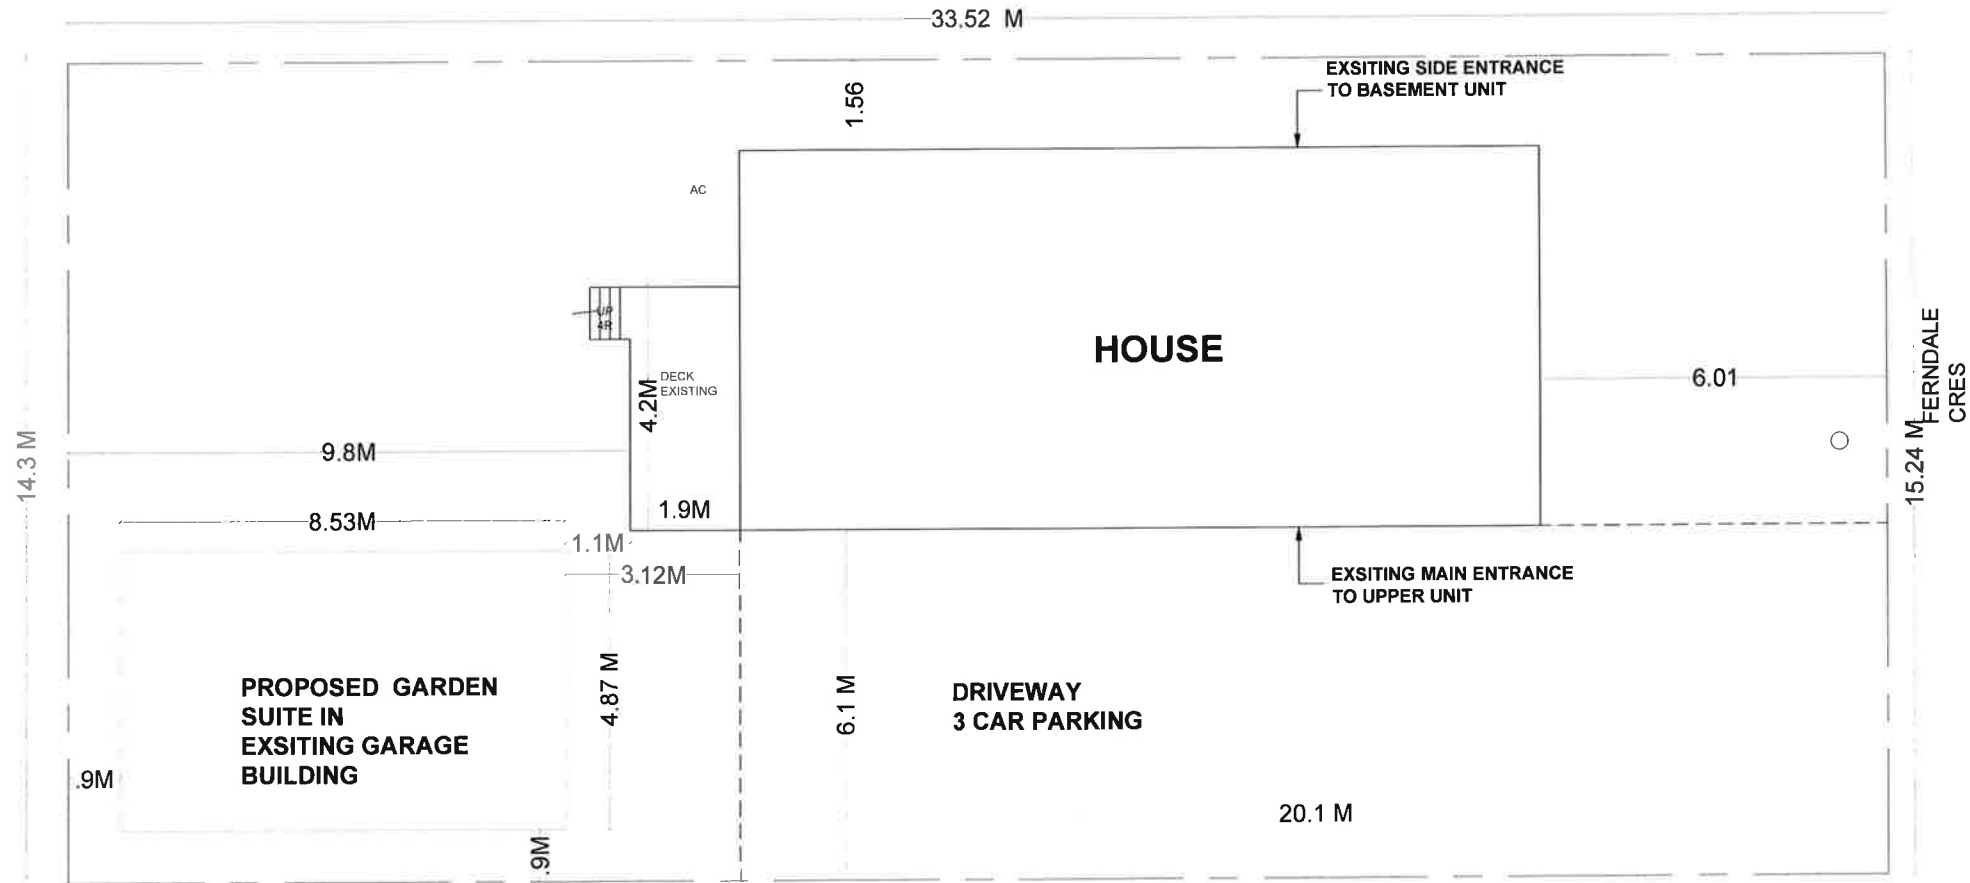 33.52 M
EXSITING SIDE ENTRANCE
TO BASEMENT UNIT
1.56
AC
UP
4R
HOUSE
DECK
EXISTING
4.2M
6.01
FERNDALE
CRES
14.3 M
9.8M
15.24 M
8.53M
1.9M
1.1M
3.12M
EXSITING MAIN ENTRANCE
TO UPPER UNIT
PROPOSED GARDEN
SUITE IN
EXSITING GARAGE
BUILDING
4.87 M
6.1 M
DRIVEWAY
3 CAR PARKING
.9M
20.1 M
.9M